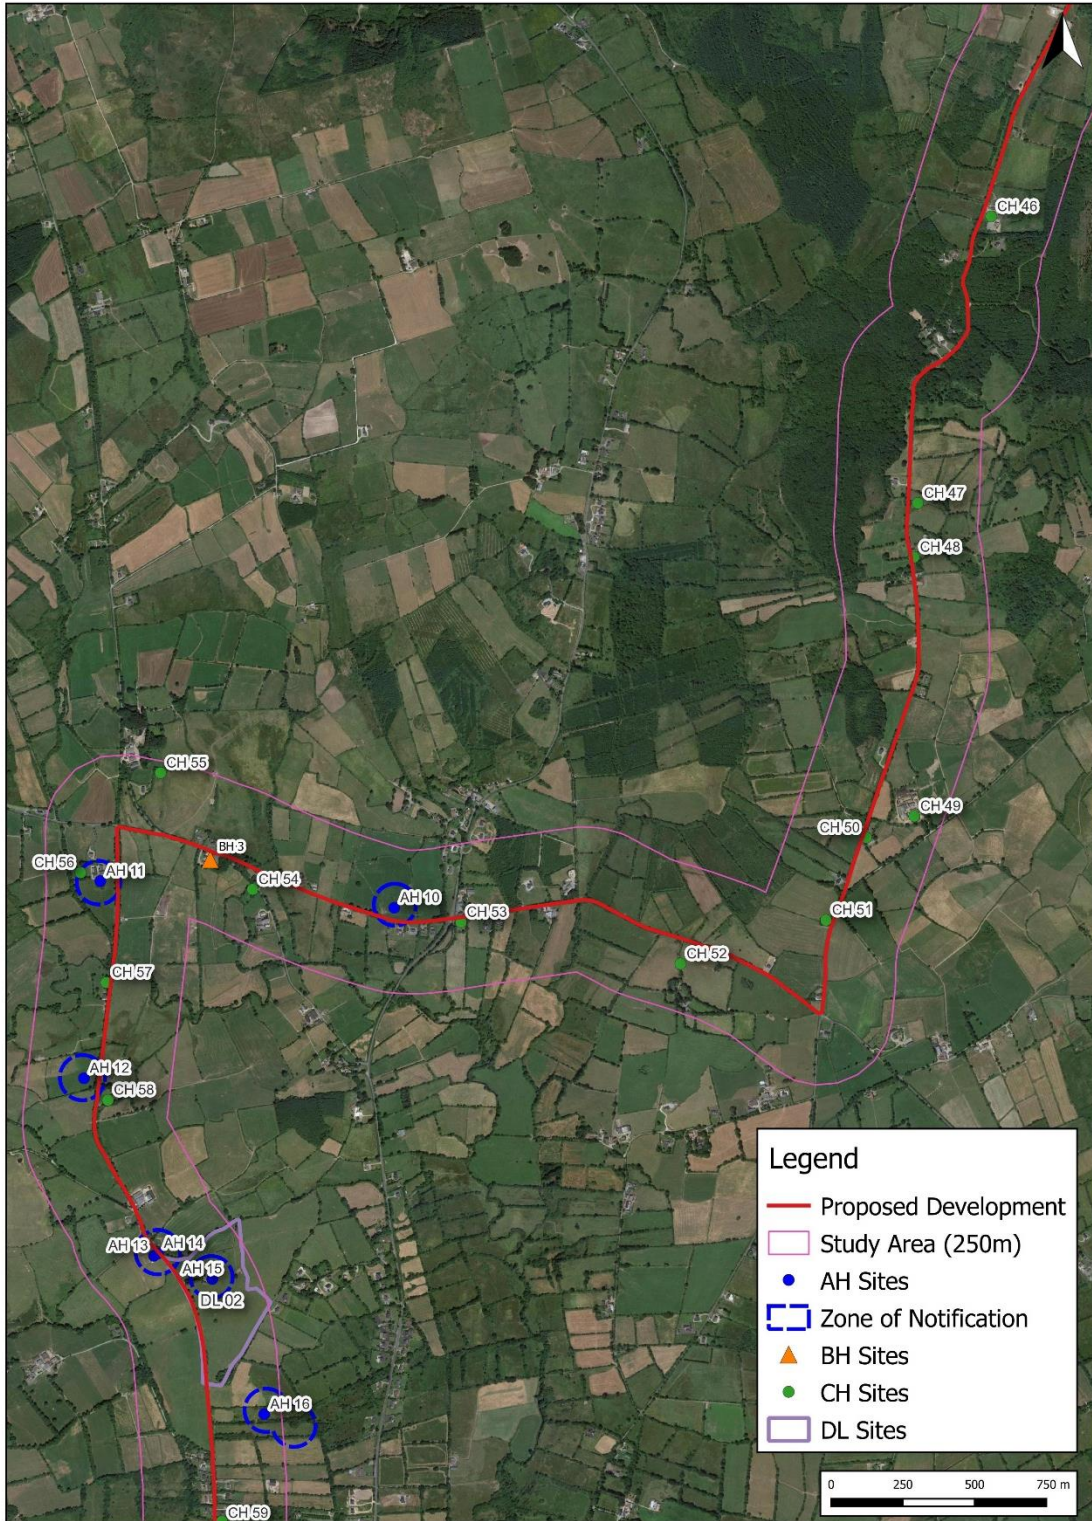 CH 46
CH 47
CH 48
CH 55
CH 49
CH 50
BH 3
CH 56
AH 11
CH 54
AH 10
CH 53
CH 51
CH 52
CH 57
AH 12
CH 58
AH 13
AH 14
AH 15
DL 02
AH 16
CH 59
Legend
Proposed Development
Study Area (250m)
AH Sites
Zone of Notification
BH Sites
CH Sites
DL Sites
0 250 500 750 m